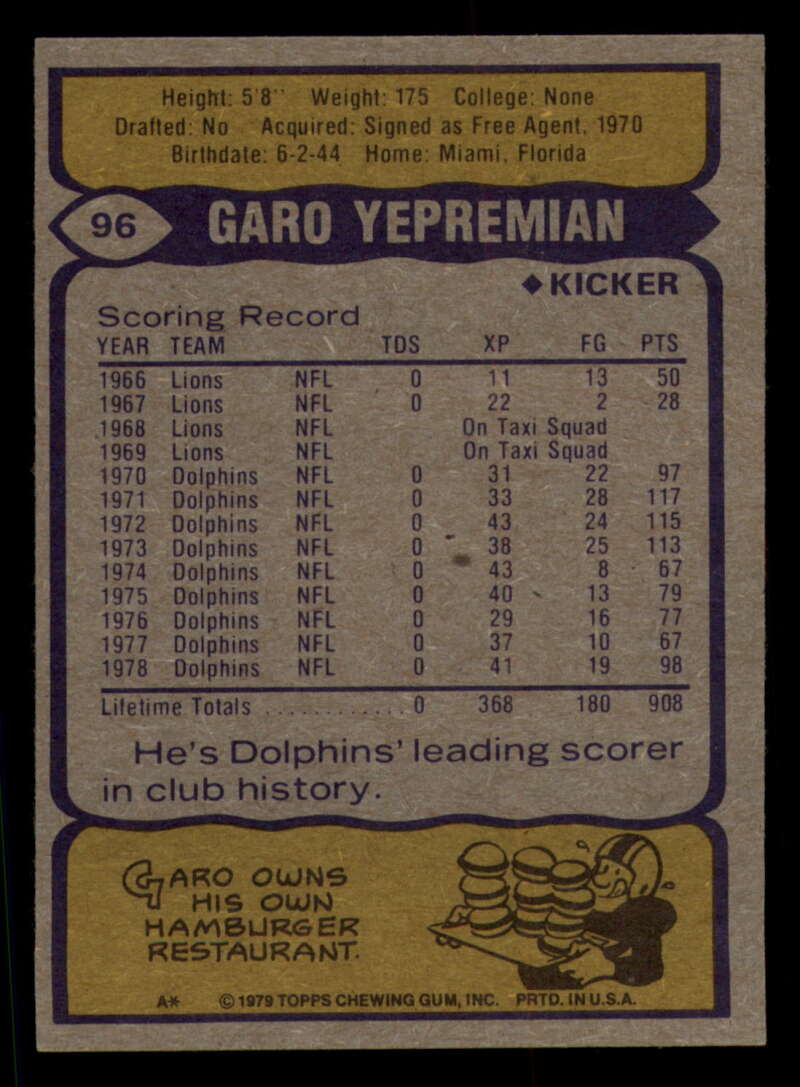 Height: 5'8" Weight: 175 College: None
Drafted: No Acquired: Signed as Free Agent, 1970
Birthdate: 6-2-44 Home: Miami, Florida
96 GARO YEPREMIAN
◆KICKER
Scoring Record
YEAR TEAM TDS XP FG PTS
1966 Lions NFL 0 11 13 50
1967 Lions NFL 0 22 2 28
1968 Lions NFL On Taxi Squad
1969 Lions NFL On Taxi Squad
1970 Dolphins NFL 0 31 22 97
1971 Dolphins NFL 0 33 28 117
1972 Dolphins NFL 0 43 24 115
1973 Dolphins NFL 0 38 25 113
1974 Dolphins NFL 0 43 8 67
1975 Dolphins NFL 0 40 13 79
1976 Dolphins NFL 0 29 16 77
1977 Dolphins NFL 0 37 10 67
1978 Dolphins NFL 0 41 19 98
Lifetime Totals ............ 0 368 180 908
He's Dolphins' leading scorer
in club history.
GARO OWNS
HIS OWN
HAMBURGER
RESTAURANT.
A* © 1979 TOPPS CHEWING GUM, INC. PRTD. IN U.S.A.